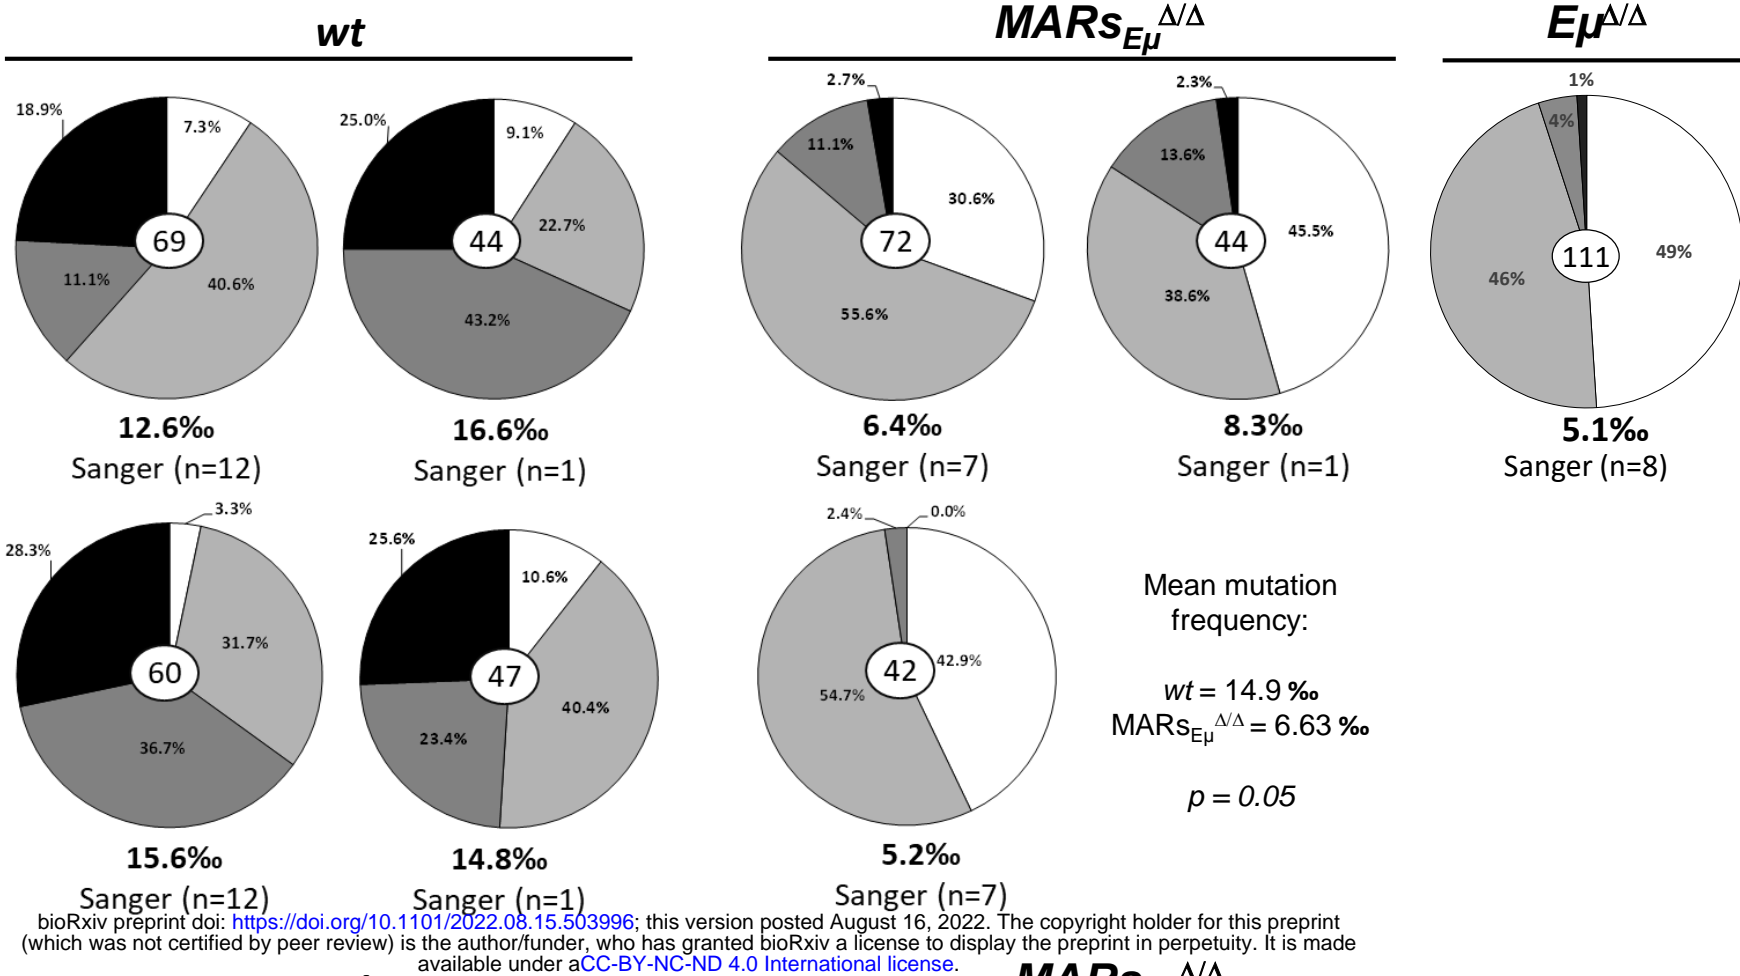 wt
MARsEμΔ/Δ
EμΔ/Δ
18.9%
7.3%
11.1%
69
40.6%
12.6‰
Sanger (n=12)
25.0%
9.1%
44
22.7%
43.2%
16.6‰
Sanger (n=1)
2.7%
11.1%
30.6%
72
55.6%
6.4‰
Sanger (n=7)
2.3%
13.6%
44
45.5%
38.6%
8.3‰
Sanger (n=1)
1%
4%
111
49%
46%
5.1‰
Sanger (n=8)
3.3%
28.3%
31.7%
60
36.7%
15.6‰
Sanger (n=12)
25.6%
10.6%
47
40.4%
23.4%
14.8‰
Sanger (n=1)
2.4%
0.0%
42
42.9%
54.7%
5.2‰
Sanger (n=7)
Mean mutation
frequency:
wt = 14.9 ‰
MARsEμ Δ/Δ = 6.63 ‰
p = 0.05
bioRxiv preprint doi: https://doi.org/10.1101/2022.08.15.503996; this version posted August 16, 2022. The copyright holder for this preprint
(which was not certified by peer review) is the author/funder, who has granted bioRxiv a license to display the preprint in perpetuity. It is made
available under aCC-BY-NC-ND 4.0 International license.
MARs Δ/Δ